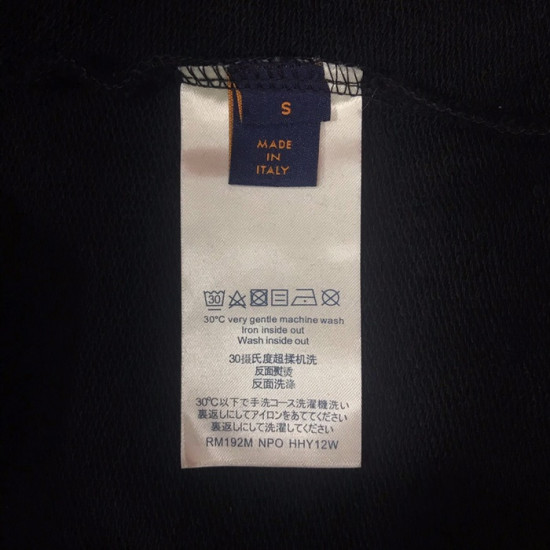 S
MADE
IN
ITALY
30
30°C very gentle machine wash
Iron inside out
Wash inside out
30摄氏度超揉机洗
反面熨烫
反面洗涤
30℃以下で手洗コース洗濯機洗い
裏返しにしてアイロンをあててください
裏返しにして洗濯してください
RM192M NPO HHY12W